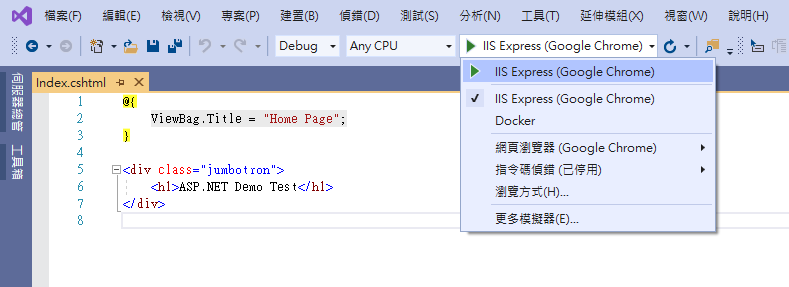 檔案(F) 編輯(E) 檢視(V) 專案(P) 建置(B) 偵錯(D) 測試(S) 分析(N) 工具(T) 延伸模組(X) 視窗(W) 說明(H)
Debug Any CPU IIS Express (Google Chrome)
伺服器總管
工具箱
Index.cshtml
1 @{
2 ViewBag.Title = "Home Page";
3 }
4
5 <div class="jumbotron">
6 <h1>ASP.NET Demo Test</h1>
7 </div>
8
IIS Express (Google Chrome)
IIS Express (Google Chrome)
Docker
網頁瀏覽器 (Google Chrome)
指令碼偵錯 (已停用)
瀏覽方式(H)...
更多模擬器(E)...